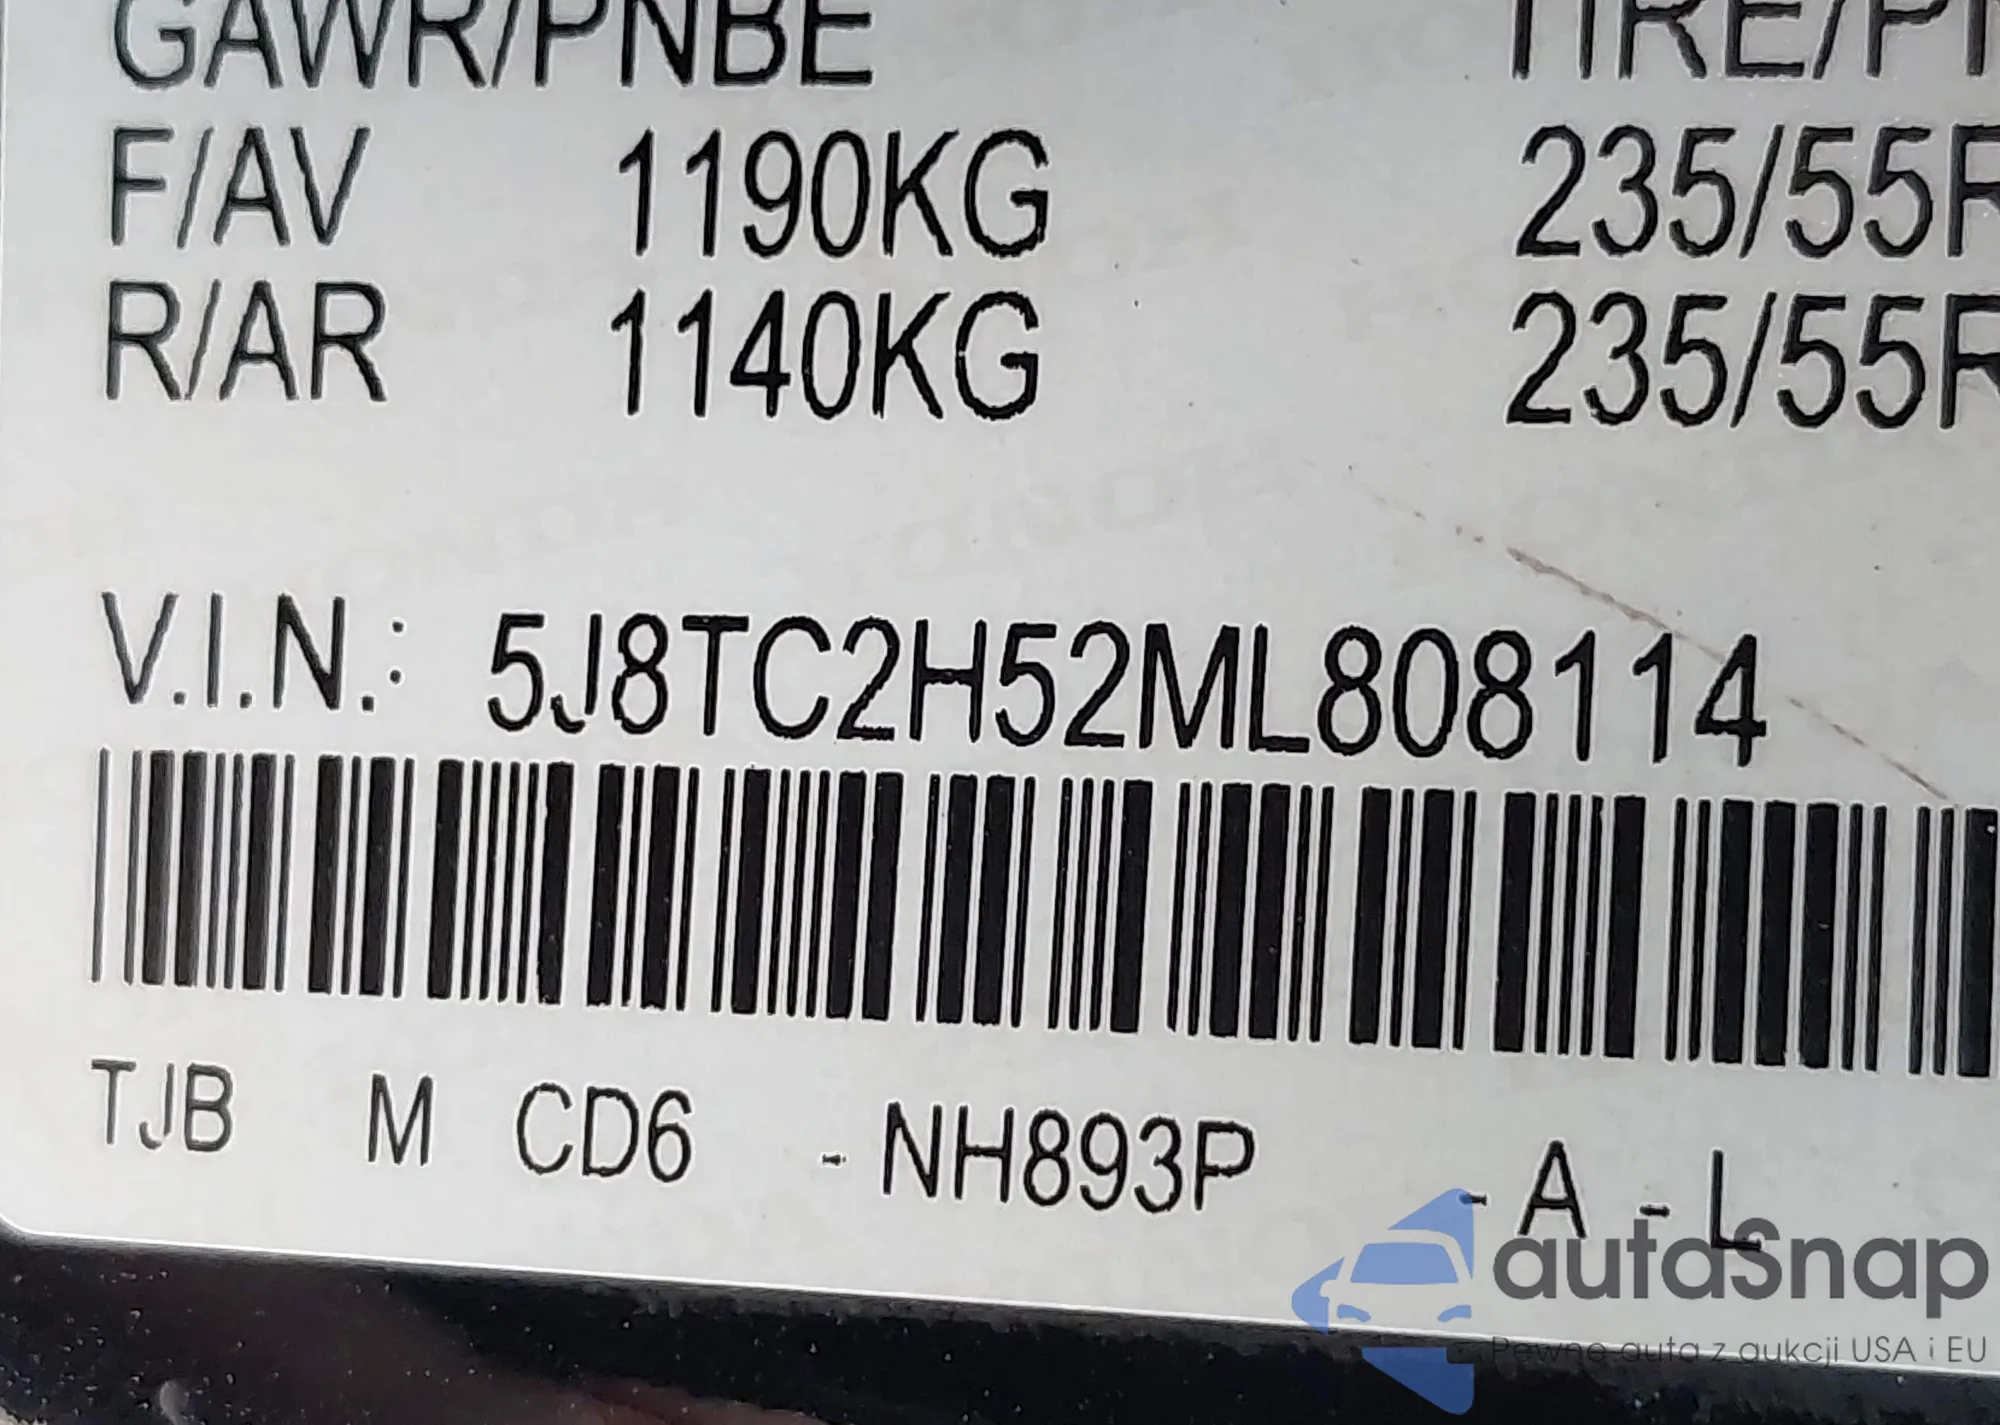 GAWR/PNBE TIRE/P
F/AV 1190KG 235/55R
R/AR 1140KG 235/55R
V.I.N.: 5J8TC2H52ML808114
TJB M CD6 - NH893P - A - L
autosnap
Pewne auta z aukcji USA i EU